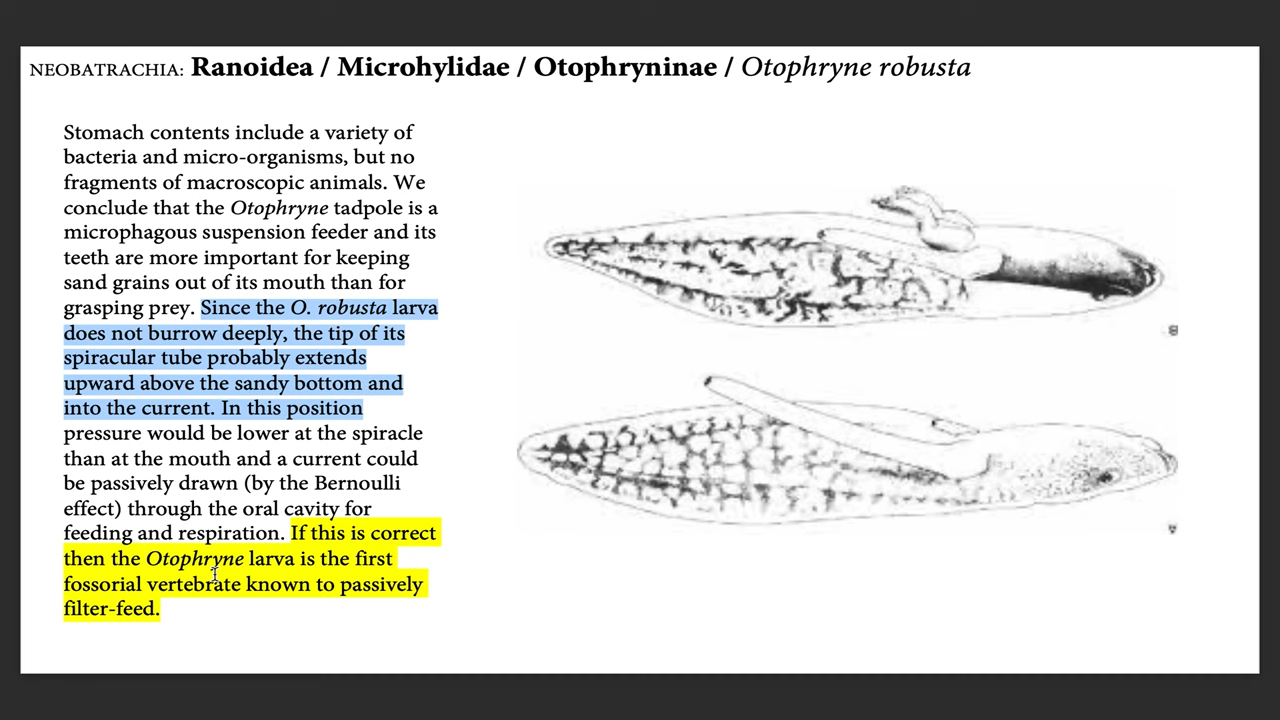 NEOBATRACHIA: Ranoidea / Microhylidae / Otophryninae / Otophryne robusta
Stomach contents include a variety of
bacteria and micro-organisms, but no
fragments of macroscopic animals. We
conclude that the Otophryne tadpole is a
microphagous suspension feeder and its
teeth are more important for keeping
sand grains out of its mouth than for
grasping prey. Since the O. robusta larva
does not burrow deeply, the tip of its
spiracular tube probably extends
upward above the sandy bottom and
into the current. In this position
pressure would be lower at the spiracle
than at the mouth and a current could
be passively drawn (by the Bernoulli
effect) through the oral cavity for
feeding and respiration. If this is correct
then the Otophryne larva is the first
fossorial vertebrate known to passively
filter-feed.